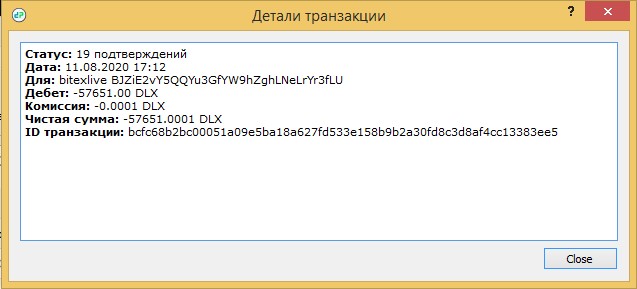 Детали транзакции
Статус: 19 подтверждений
Дата: 11.08.2020 17:12
Для: bitexlive BJZiE2vY5QQYu3GfYW9hZghLNeLrYr3fLU
Дебет: -57651.00 DLX
Комиссия: -0.0001 DLX
Чистая сумма: -57651.0001 DLX
ID транзакции: bcfc68b2bc00051a09e5ba18a627fd533e158b9b2a30fd8c3d8af4cc13383ee5
Close